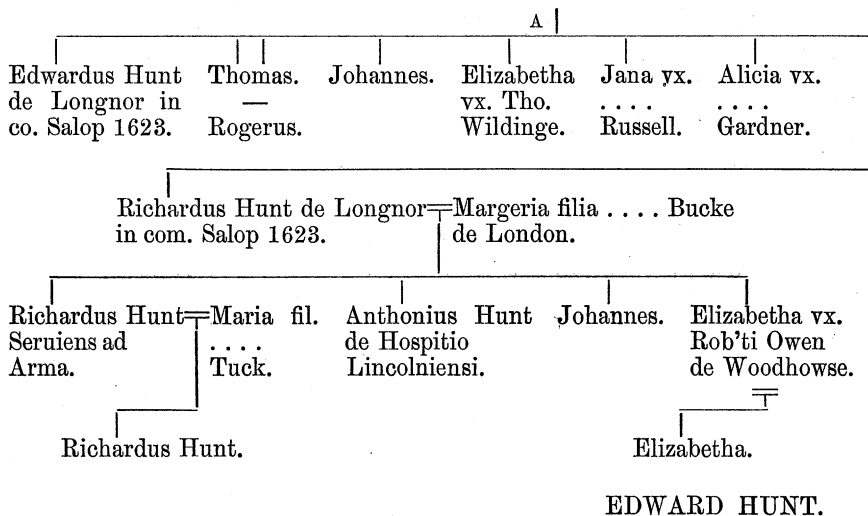 A
Edwardus Hunt
de Longnor in
co. Salop 1623.
Thomas.
—
Rogerus.
Johannes.
Elizabetha
vx. Tho.
Wildinge.
Jana yx.
. . . .
Russell.
Alicia vx.
. . . .
Gardner.
Richardus Hunt de Longnor
in com. Salop 1623.
Margeria filia . . . . Bucke
de London.
Richardus Hunt
Seruiens ad
Arma.
Maria fil.
. . . .
Tuck.
Anthonius Hunt
de Hospitio
Lincolniensi.
Johannes.
Elizabetha vx.
Rob'ti Owen
de Woodhowse.
Richardus Hunt.
Elizabetha.
EDWARD HUNT.